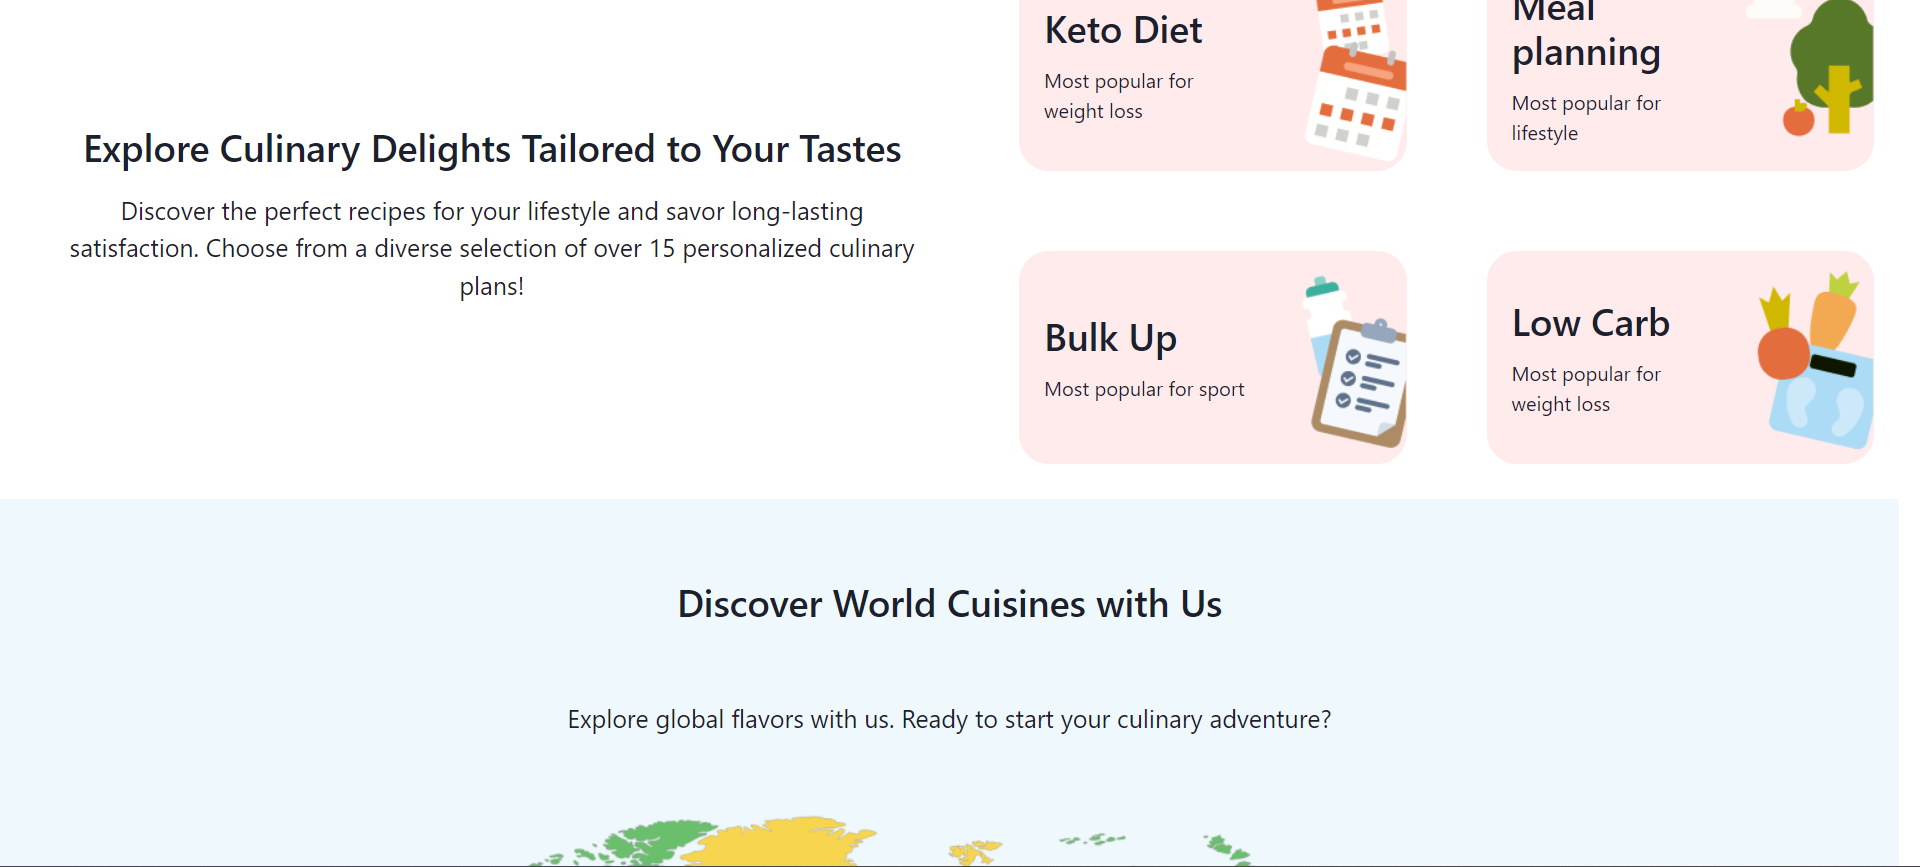 Keto Diet
Most popular for
weight loss
Meal
planning
Most popular for
lifestyle
Explore Culinary Delights Tailored to Your Tastes
Discover the perfect recipes for your lifestyle and savor long-lasting
satisfaction. Choose from a diverse selection of over 15 personalized culinary
plans!
Bulk Up
Most popular for sport
Low Carb
Most popular for
weight loss
Discover World Cuisines with Us
Explore global flavors with us. Ready to start your culinary adventure?